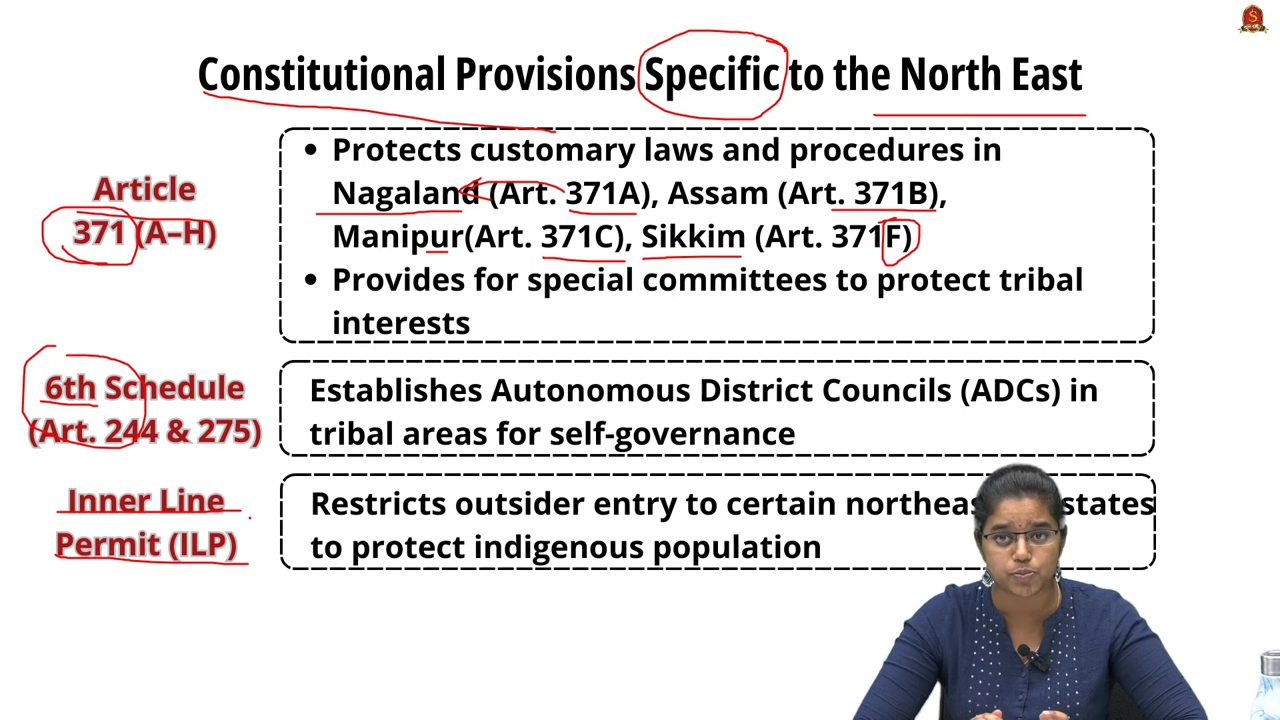 Constitutional Provisions Specific to the North East
Article
371 (A–H)
• Protects customary laws and procedures in
Nagaland (Art. 371A), Assam (Art. 371B),
Manipur(Art. 371C), Sikkim (Art. 371F)
• Provides for special committees to protect tribal
interests
6th Schedule
(Art. 244 & 275)
Establishes Autonomous District Councils (ADCs) in
tribal areas for self-governance
Inner Line
Permit (ILP)
Restricts outsider entry to certain states
to protect indigenous population